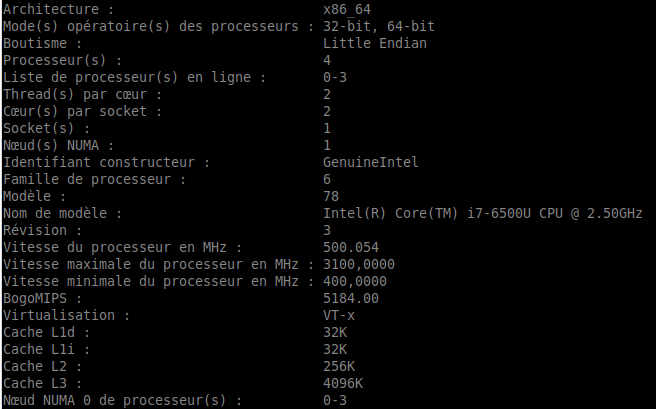 Architecture : x86_64
Mode(s) opératoire(s) des processeurs : 32-bit, 64-bit
Boutisme : Little Endian
Processeur(s) : 4
Liste de processeur(s) en ligne : 0-3
Thread(s) par cœur : 2
Cœur(s) par socket : 2
Socket(s) : 1
Nœud(s) NUMA : 1
Identifiant constructeur : GenuineIntel
Famille de processeur : 6
Modèle : 78
Nom de modèle : Intel(R) Core(TM) i7-6500U CPU @ 2.50GHz
Révision : 3
Vitesse du processeur en MHz : 500.054
Vitesse maximale du processeur en MHz : 3100,0000
Vitesse minimale du processeur en MHz : 400,0000
BogoMIPS : 5184.00
Virtualisation : VT-x
Cache L1d : 32K
Cache L1i : 32K
Cache L2 : 256K
Cache L3 : 4096K
Nœud NUMA 0 de processeur(s) : 0-3